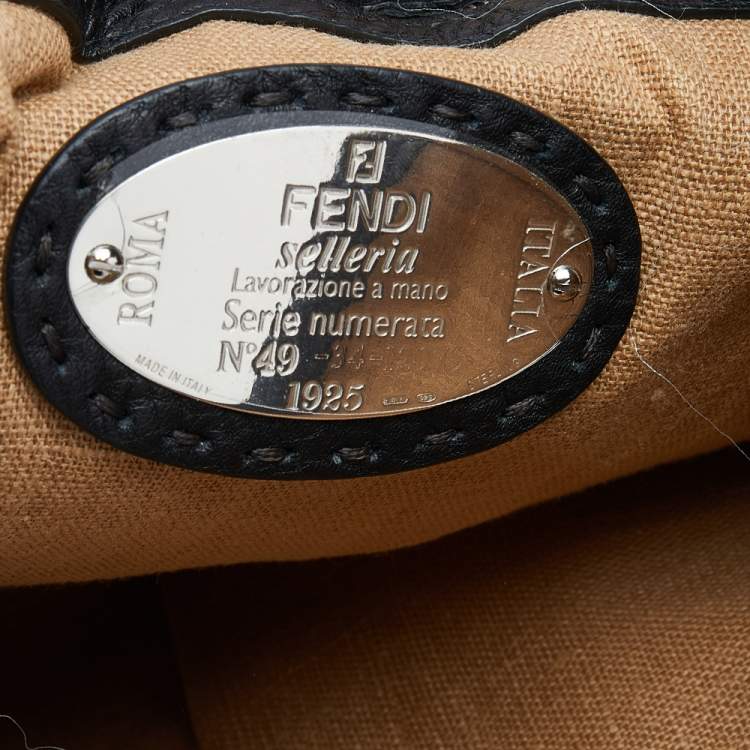 FENDI
Selleria
Lavorazione a mano
Serie numerata
N°49
1925
ROMA
ITALIA
MADE IN ITALY